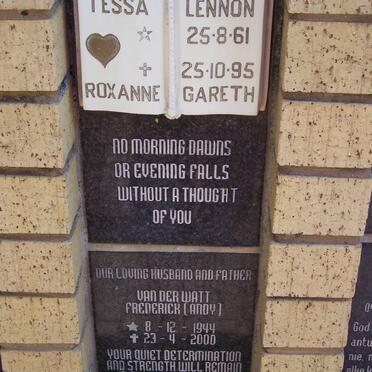 TESSA LENNON
25-8-61
25-10-95
ROXANNE GARETH
NO MORNING DAWNS
OR EVENING FALLS
WITHOUT A THOUGHT
OF YOU
OUR LOVING HUSBAND AND FATHER
VAN DER WATT
FREDERICK (ANDY)
8 - 12 - 1944
23 - 4 - 2000
YOUR QUIET DETERMINATION
AND STRENGTH WILL REMAIN
God